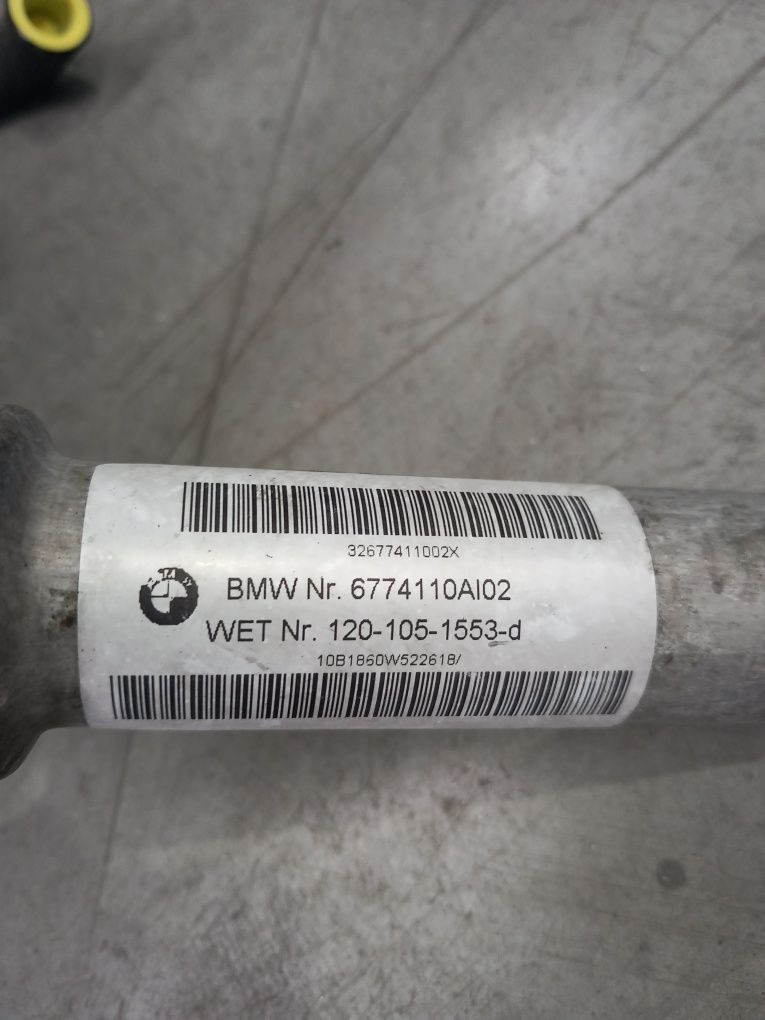 32677411002X
BMW Nr. 6774110AI02
WET Nr. 120-105-1553-d
10B1860W522618/